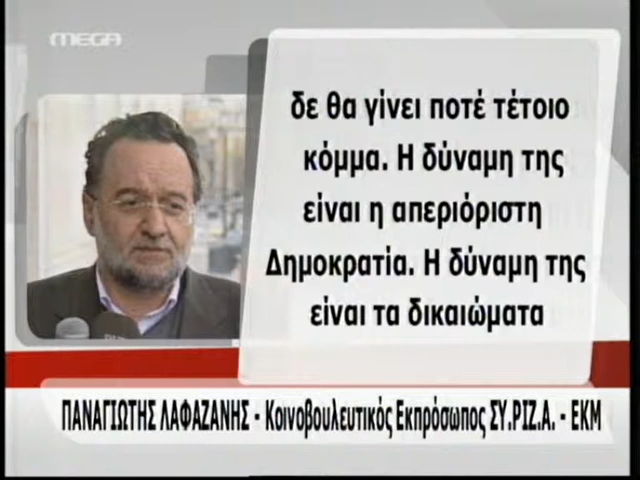 MEGA
δε θα γίνει ποτέ τέτοιο
κόμμα. Η δύναμη της
είναι η απεριόριστη
Δημοκρατία. Η δύναμη της
είναι τα δικαιώματα
ΠΑΝΑΓΙΩΤΗΣ ΛΑΦΑΖΑΝΗΣ - Κοινοβουλευτικός Εκπρόσωπος ΣΥ.ΡΙΖ.Α. - ΕΚΜ